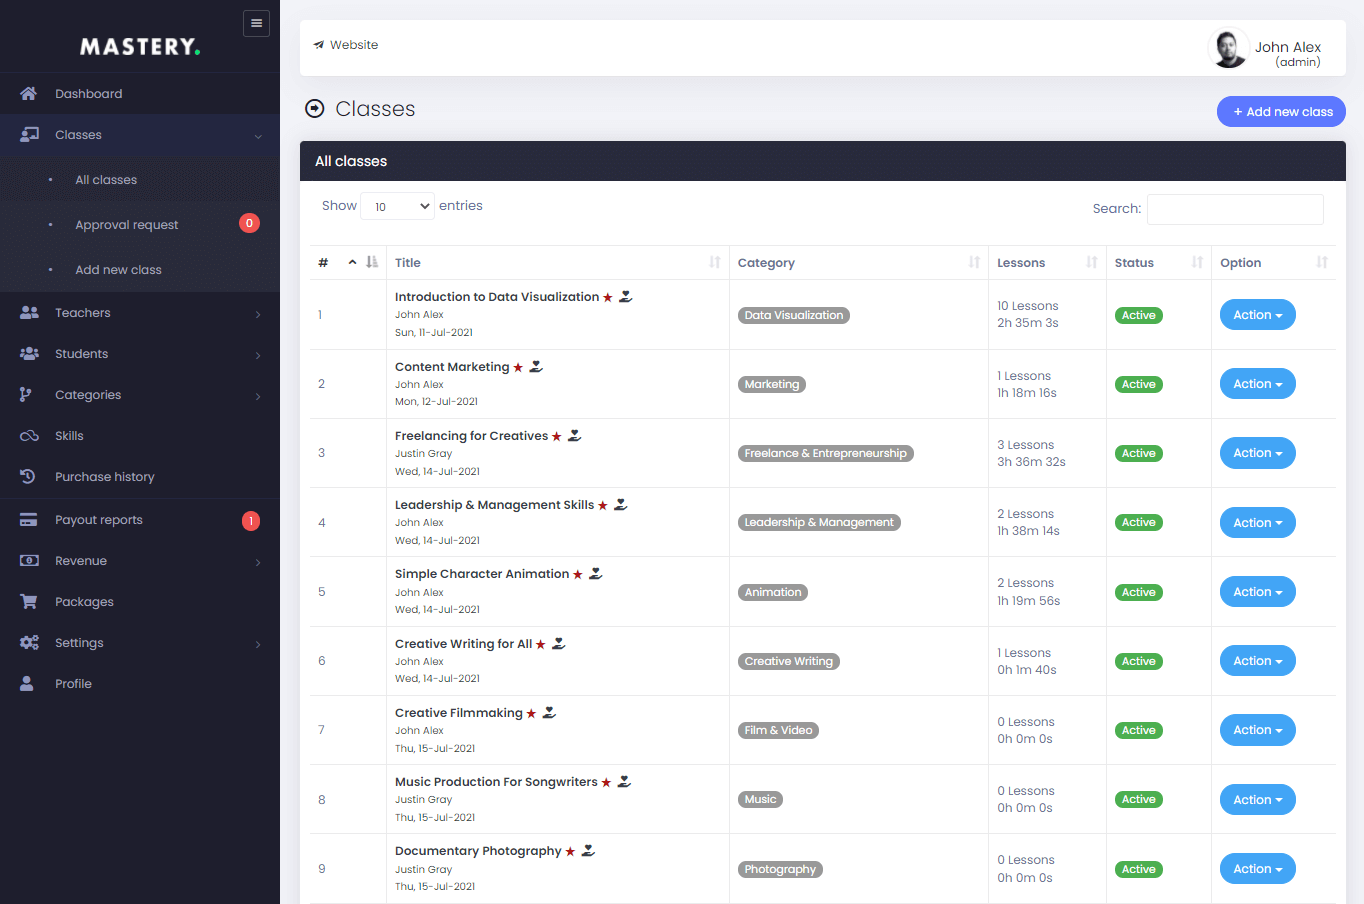 MASTERY.
Website
John Alex
(admin)
Dashboard
Classes
All classes
Approval request 0
Add new class
Teachers
Students
Categories
Skills
Purchase history
Payout reports 1
Revenue
Packages
Settings
Profile
Classes
+ Add new class
All classes
Show 10 entries
Search:
# Title Category Lessons Status Option
1
Introduction to Data Visualization
John Alex
Sun, 11-Jul-2021
Data Visualization
10 Lessons
2h 35m 3s
Active
Action
2
Content Marketing
John Alex
Mon, 12-Jul-2021
Marketing
1 Lessons
1h 18m 16s
Active
Action
3
Freelancing for Creatives
Justin Gray
Wed, 14-Jul-2021
Freelance & Entrepreneurship
3 Lessons
3h 36m 32s
Active
Action
4
Leadership & Management Skills
John Alex
Wed, 14-Jul-2021
Leadership & Management
2 Lessons
1h 38m 14s
Active
Action
5
Simple Character Animation
John Alex
Wed, 14-Jul-2021
Animation
2 Lessons
1h 19m 56s
Active
Action
6
Creative Writing for All
John Alex
Wed, 14-Jul-2021
Creative Writing
1 Lessons
0h 1m 40s
Active
Action
7
Creative Filmmaking
John Alex
Thu, 15-Jul-2021
Film & Video
0 Lessons
0h 0m 0s
Active
Action
8
Music Production For Songwriters
Justin Gray
Thu, 15-Jul-2021
Music
0 Lessons
0h 0m 0s
Active
Action
9
Documentary Photography
Justin Gray
Thu, 15-Jul-2021
Photography
0 Lessons
0h 0m 0s
Active
Action